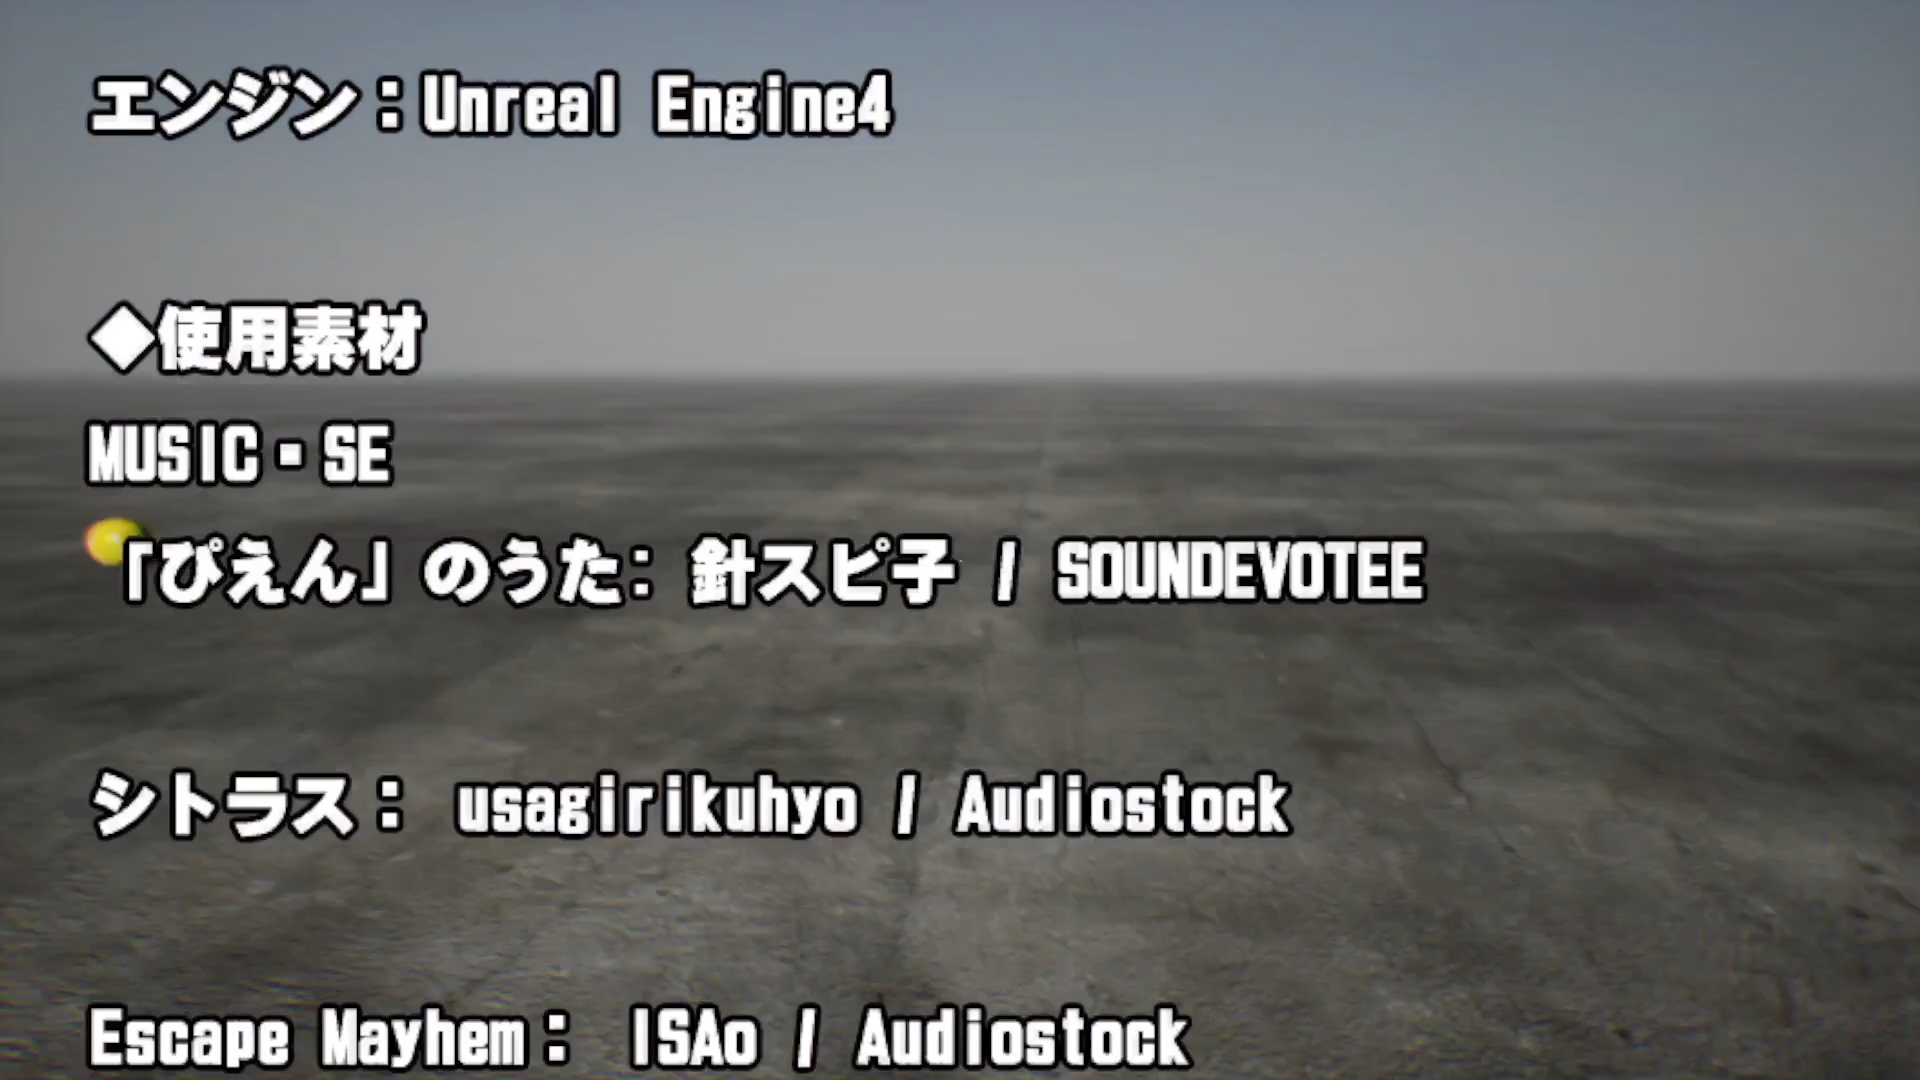 エンジン：Unreal Engine4
◆使用素材
MUSIC・SE
「ぴえん」のうた: 針スピ子 / SOUNDEVOTEE
シトラス： usagirikuhyo / Audiostock
Escape Mayhem： ISAo / Audiostock